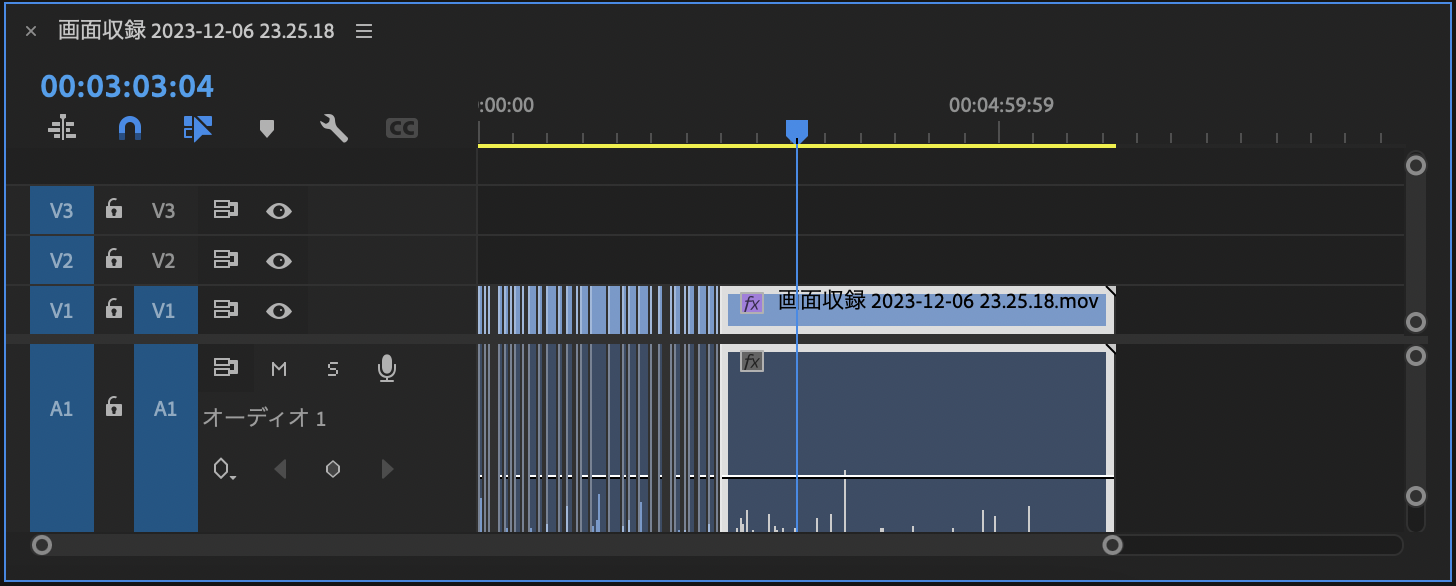 × 画面収録 2023-12-06 23.25.18
00:03:03:04
:00:00 00:04:59:59
CC
V3 V3
V2 V2
V1 V1 fx 画面収録 2023-12-06 23.25.18.mov
M S fx
A1 A1 オーディオ 1